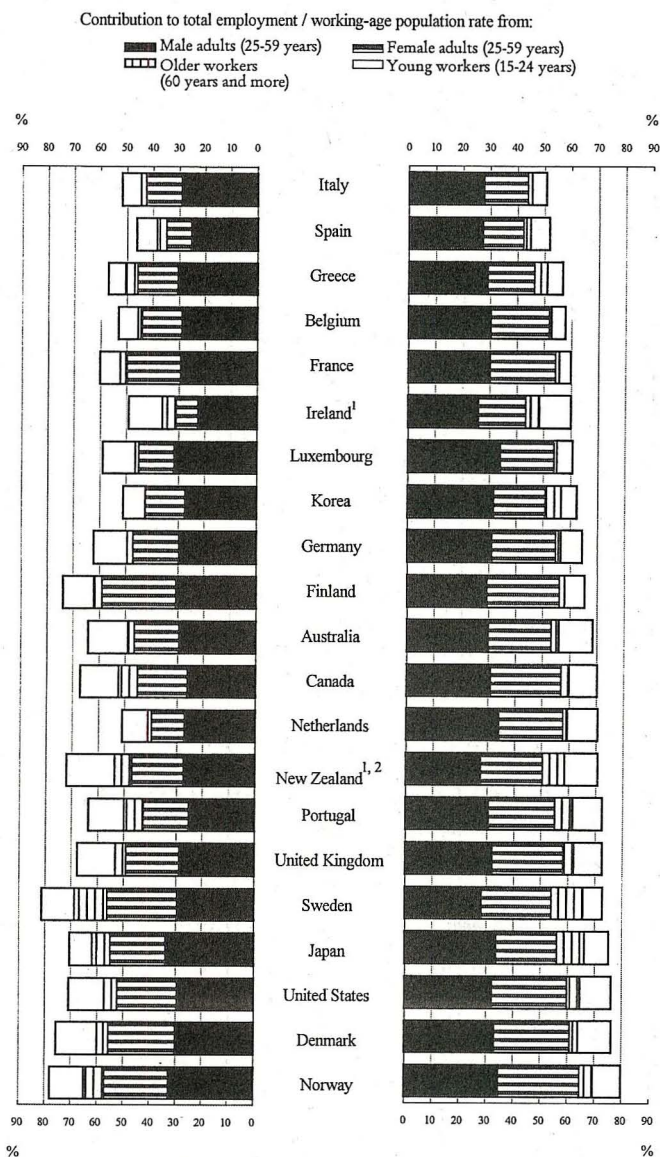 Contribution to total employment / working-age population rate from:
Male adults (25-59 years)
Female adults (25-59 years)
Older workers
(60 years and more)
Young workers (15-24 years)
% %
90 80 70 60 50 40 30 20 10 0 0 10 20 30 40 50 60 70 80 90
Italy
Spain
Greece
Belgium
France
Ireland¹
Luxembourg
Korea
Germany
Finland
Australia
Canada
Netherlands
New Zealand¹, ²
Portugal
United Kingdom
Sweden
Japan
United States
Denmark
Norway
90 80 70 60 50 40 30 20 10 0 0 10 20 30 40 50 60 70 80 90
% %